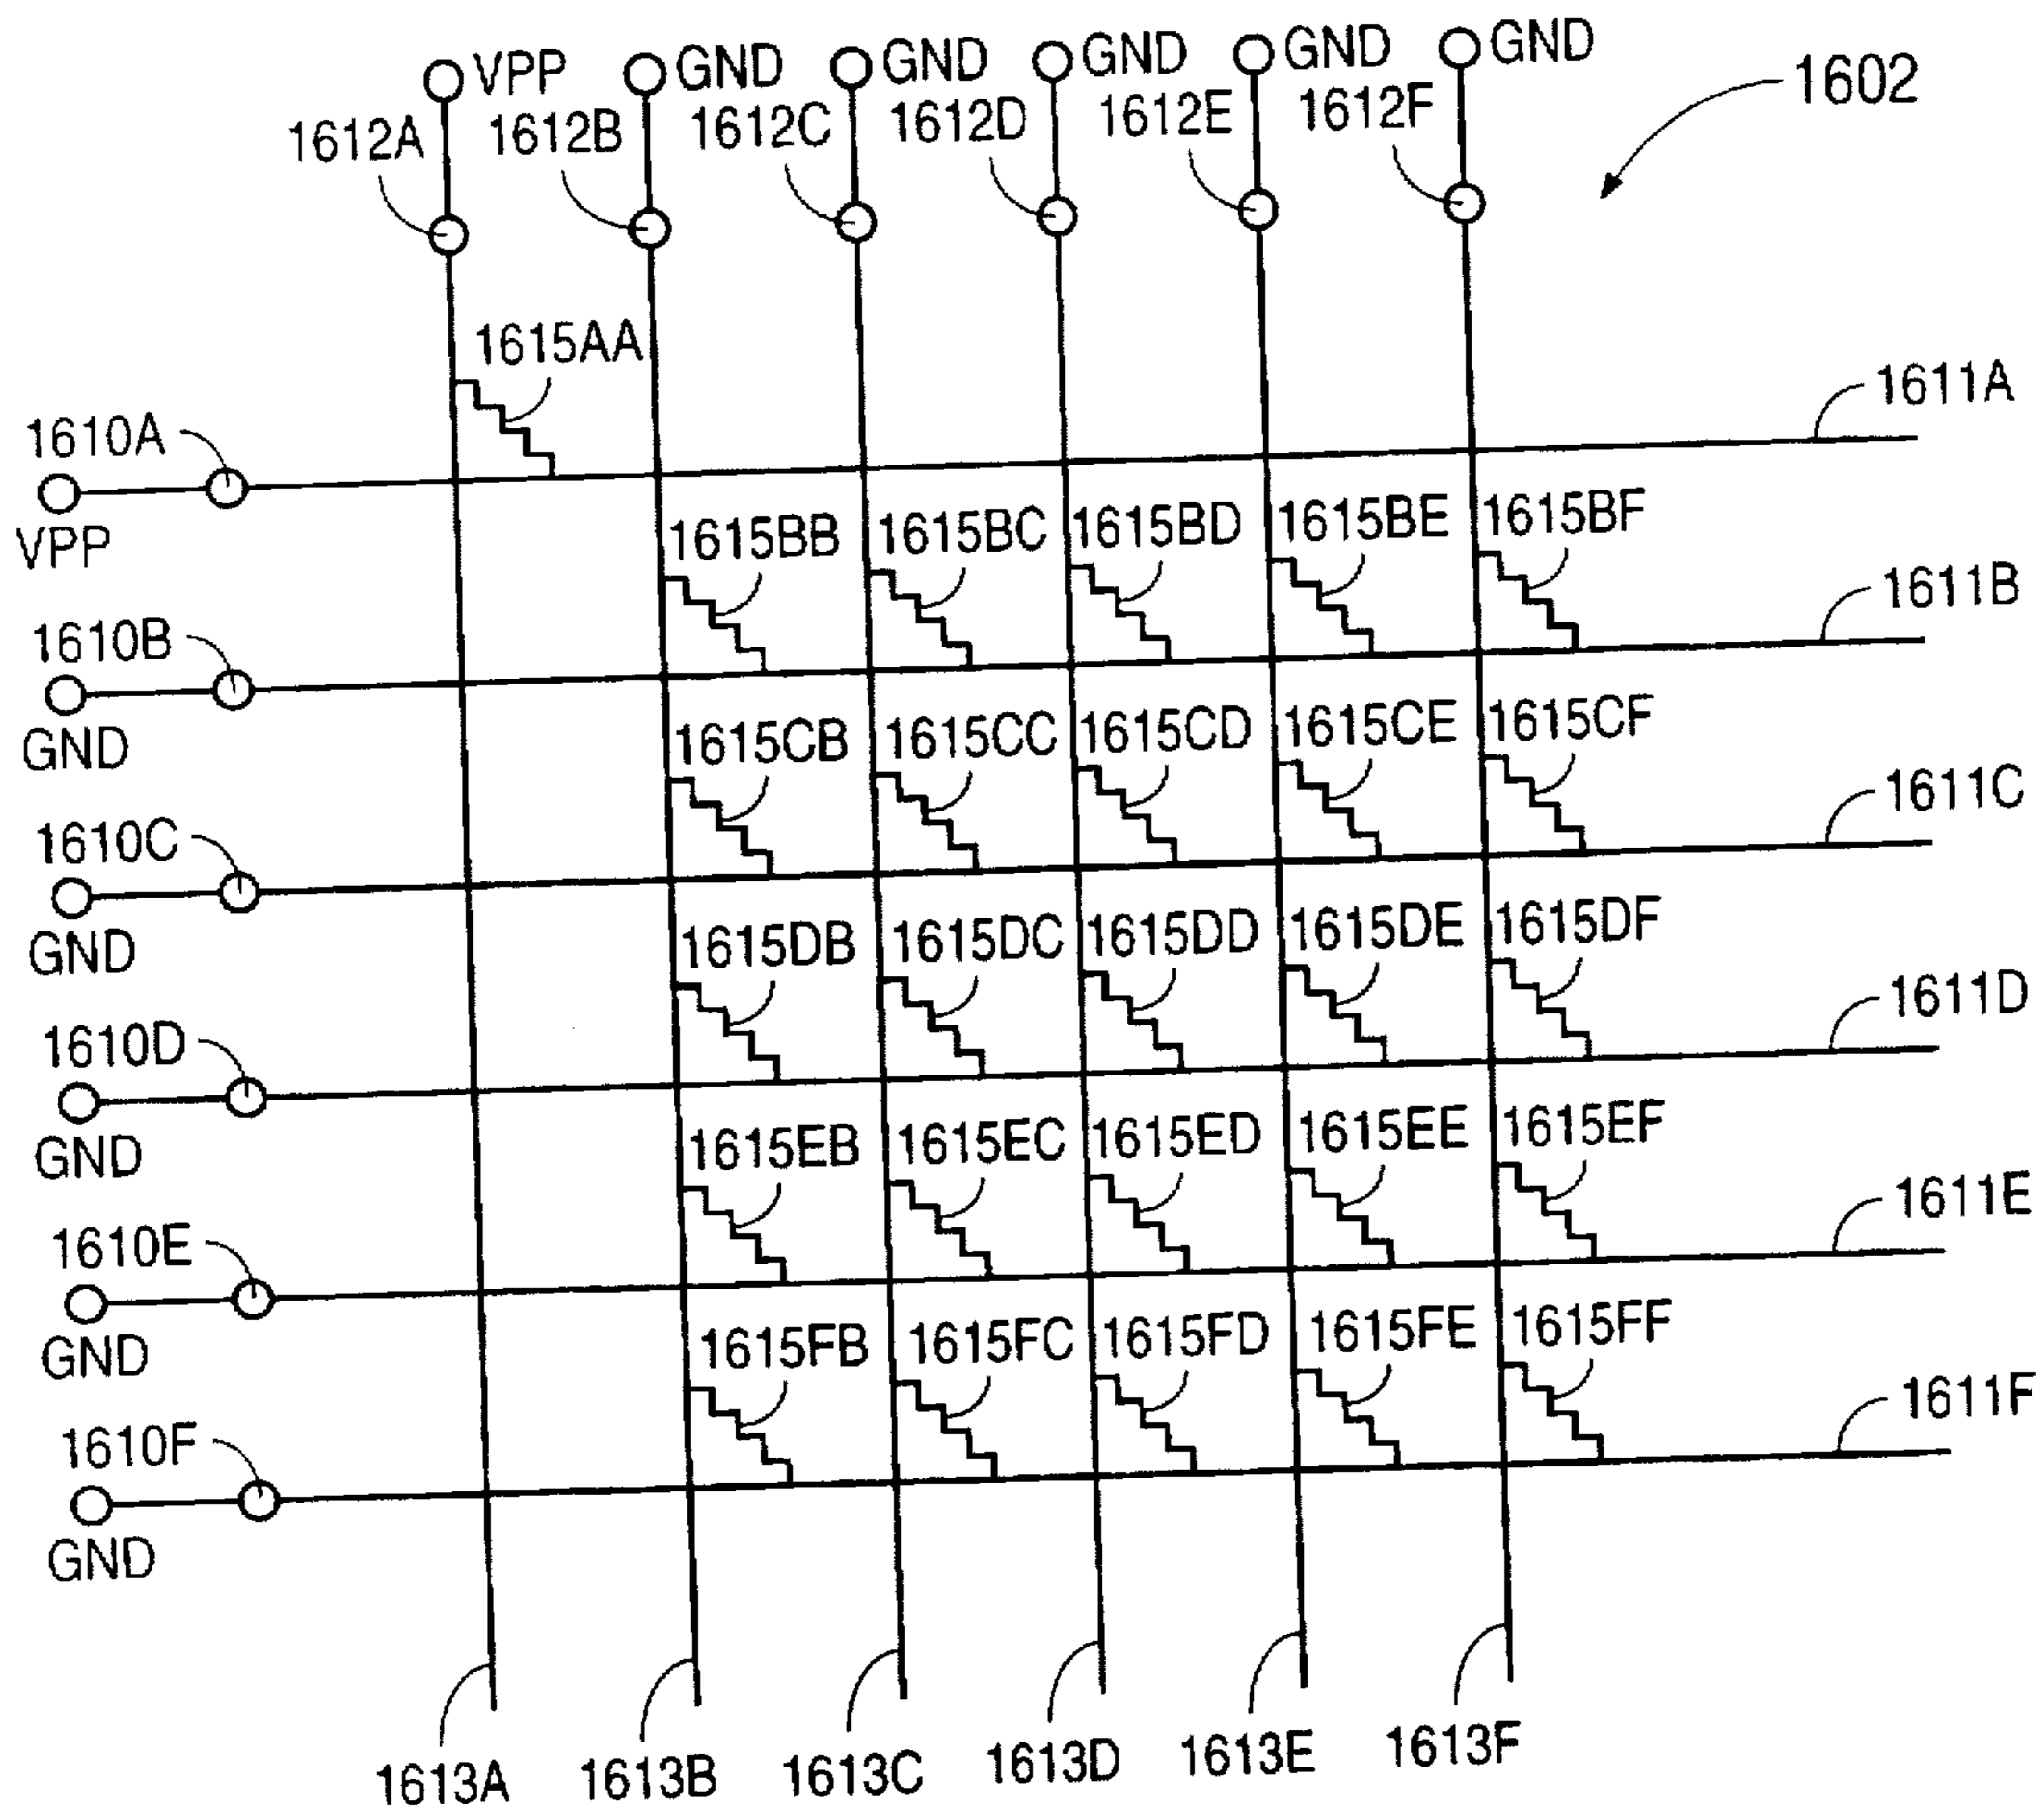 VPP GND GND GND GND GND
1602
1612A 1612B 1612C 1612D 1612E 1612F
1615AA
1611A
1610A
VPP
1615BB 1615BC 1615BD 1615BE 1615BF
1611B
1610B
GND
1615CB 1615CC 1615CD 1615CE 1615CF
1611C
1610C
GND
1615DB 1615DC 1615DD 1615DE 1615DF
1611D
1610D
GND
1615EB 1615EC 1615ED 1615EE 1615EF
1611E
1610E
GND
1615FB 1615FC 1615FD 1615FE 1615FF
1611F
1610F
GND
1613A 1613B 1613C 1613D 1613E 1613F